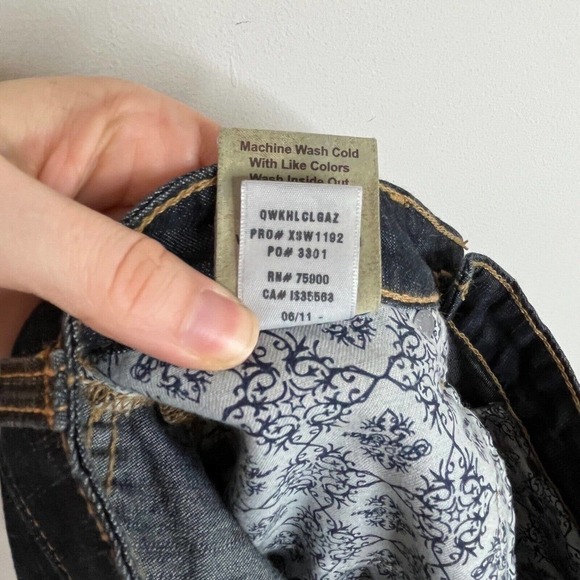 Machine Wash Cold
With Like Colors
Wash Inside Out
QWKHLCLGAZ
PRO# XSW1192
PO# 3301
RN# 75900
CA# IS35563
06/11